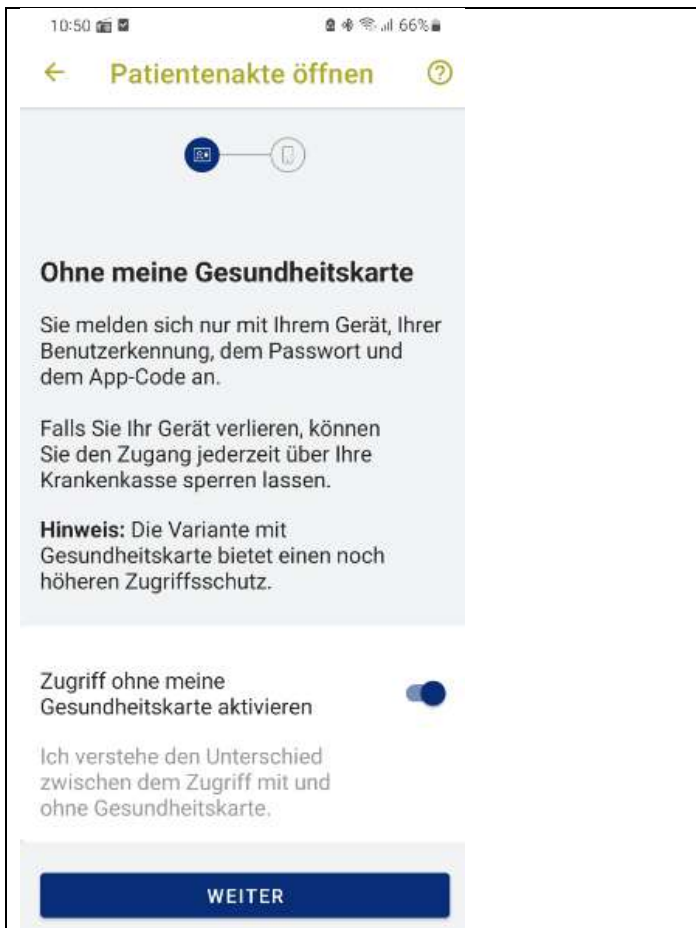 10:50 66%
Patientenakte öffnen
Ohne meine Gesundheitskarte
Sie melden sich nur mit Ihrem Gerät, Ihrer
Benutzerkennung, dem Passwort und
dem App-Code an.
Falls Sie Ihr Gerät verlieren, können
Sie den Zugang jederzeit über Ihre
Krankenkasse sperren lassen.
Hinweis: Die Variante mit
Gesundheitskarte bietet einen noch
höheren Zugriffsschutz.
Zugriff ohne meine
Gesundheitskarte aktivieren
Ich verstehe den Unterschied
zwischen dem Zugriff mit und
ohne Gesundheitskarte.
WEITER